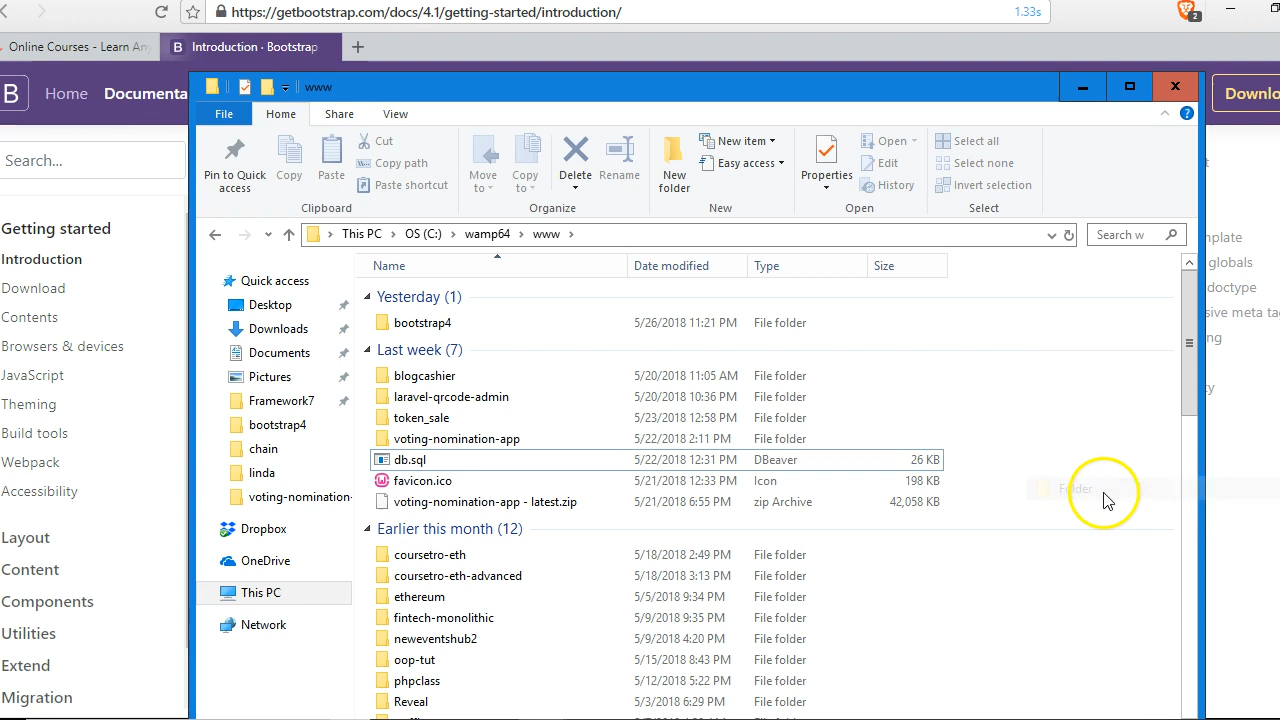 https://getbootstrap.com/docs/4.1/getting-started/introduction/
1.33s
2
Online Courses - Learn An
B Introduction · Bootstrap
B Home Documenta
Downlo
www
File Home Share View
Pin to Quick access
Copy
Paste
Cut
Copy path
Paste shortcut
Move to
Copy to
Delete
Rename
New folder
New item
Easy access
Properties
Open
Edit
History
Select all
Select none
Invert selection
Clipboard Organize New Open Select
This PC > OS (C:) > wamp64 > www >
Search w
Search...
Getting started
Introduction
Download
Contents
Browsers & devices
JavaScript
Theming
Build tools
Webpack
Accessibility
Layout
Content
Components
Utilities
Extend
Migration
Quick access
Desktop
Downloads
Documents
Pictures
Framework7
bootstrap4
chain
linda
voting-nomination-
Dropbox
OneDrive
This PC
Network
Name Date modified Type Size
Yesterday (1)
bootstrap4 5/26/2018 11:21 PM File folder
Last week (7)
blogcashier 5/20/2018 11:05 AM File folder
laravel-qrcode-admin 5/20/2018 10:36 PM File folder
token_sale 5/23/2018 12:58 PM File folder
voting-nomination-app 5/22/2018 2:11 PM File folder
db.sql 5/22/2018 12:31 PM DBeaver 26 KB
favicon.ico 5/21/2018 12:33 PM Icon 198 KB
voting-nomination-app - latest.zip 5/21/2018 6:55 PM zip Archive 42,058 KB
Earlier this month (12)
coursetro-eth 5/18/2018 2:49 PM File folder
coursetro-eth-advanced 5/18/2018 3:13 PM File folder
ethereum 5/5/2018 9:34 PM File folder
fintech-monolithic 5/9/2018 9:35 PM File folder
neweventshub2 5/9/2018 4:20 PM File folder
oop-tut 5/15/2018 8:43 PM File folder
phpclass 5/12/2018 5:22 PM File folder
Reveal 5/3/2018 6:29 PM File folder
Folder
t
mplate
globals
doctype
sive meta ta
ng
y